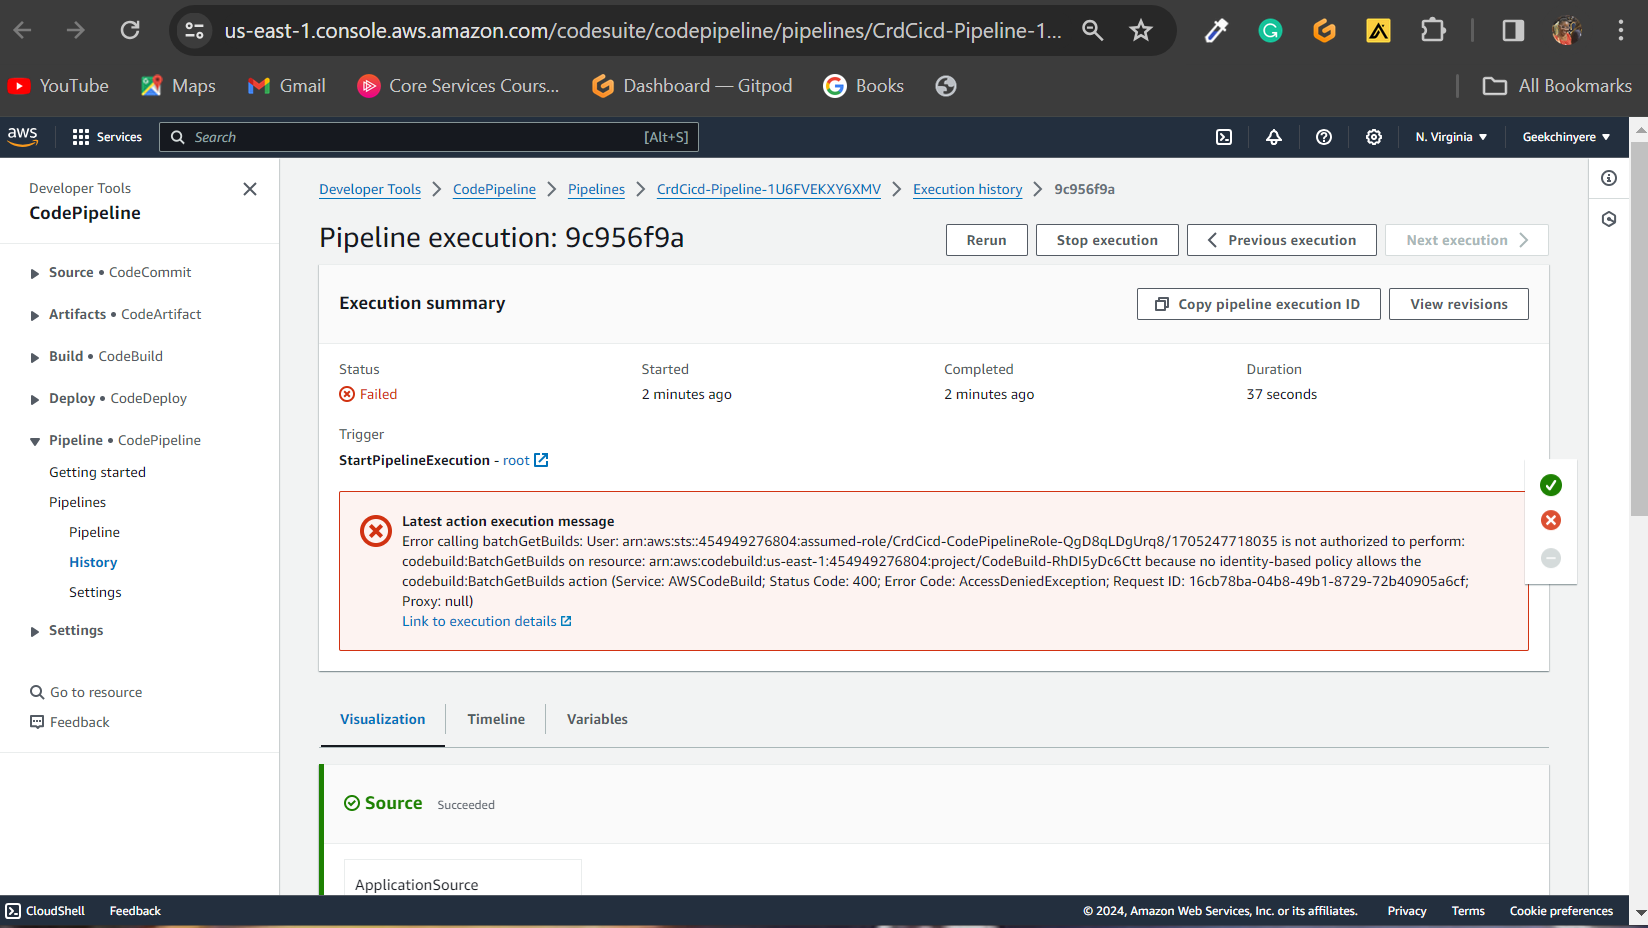 us-east-1.console.aws.amazon.com/codesuite/codepipeline/pipelines/CrdCicd-Pipeline-1...
YouTube
Maps
Gmail
Core Services Cours...
Dashboard — Gitpod
Books
All Bookmarks
aws
Services
Search
[Alt+S]
N. Virginia
Geekchinyere
Developer Tools
CodePipeline
Source • CodeCommit
Artifacts • CodeArtifact
Build • CodeBuild
Deploy • CodeDeploy
Pipeline • CodePipeline
Getting started
Pipelines
Pipeline
History
Settings
Settings
Go to resource
Feedback
Developer Tools
CodePipeline
Pipelines
CrdCicd-Pipeline-1U6FVEKXY6XMV
Execution history
9c956f9a
Pipeline execution: 9c956f9a
Rerun
Stop execution
Previous execution
Next execution
Execution summary
Copy pipeline execution ID
View revisions
Status
Failed
Started
2 minutes ago
Completed
2 minutes ago
Duration
37 seconds
Trigger
StartPipelineExecution - root
Latest action execution message
Error calling batchGetBuilds: User: arn:aws:sts::454949276804:assumed-role/CrdCicd-CodePipelineRole-QgD8qLDgUrq8/1705247718035 is not authorized to perform:
codebuild:BatchGetBuilds on resource: arn:aws:codebuild:us-east-1:454949276804:project/CodeBuild-RhDI5yDc6Ctt because no identity-based policy allows the
codebuild:BatchGetBuilds action (Service: AWSCodeBuild; Status Code: 400; Error Code: AccessDeniedException; Request ID: 16cb78ba-04b8-49b1-8729-72b40905a6cf;
Proxy: null)
Link to execution details
Visualization
Timeline
Variables
Source Succeeded
ApplicationSource
CloudShell
Feedback
© 2024, Amazon Web Services, Inc. or its affiliates.
Privacy
Terms
Cookie preferences